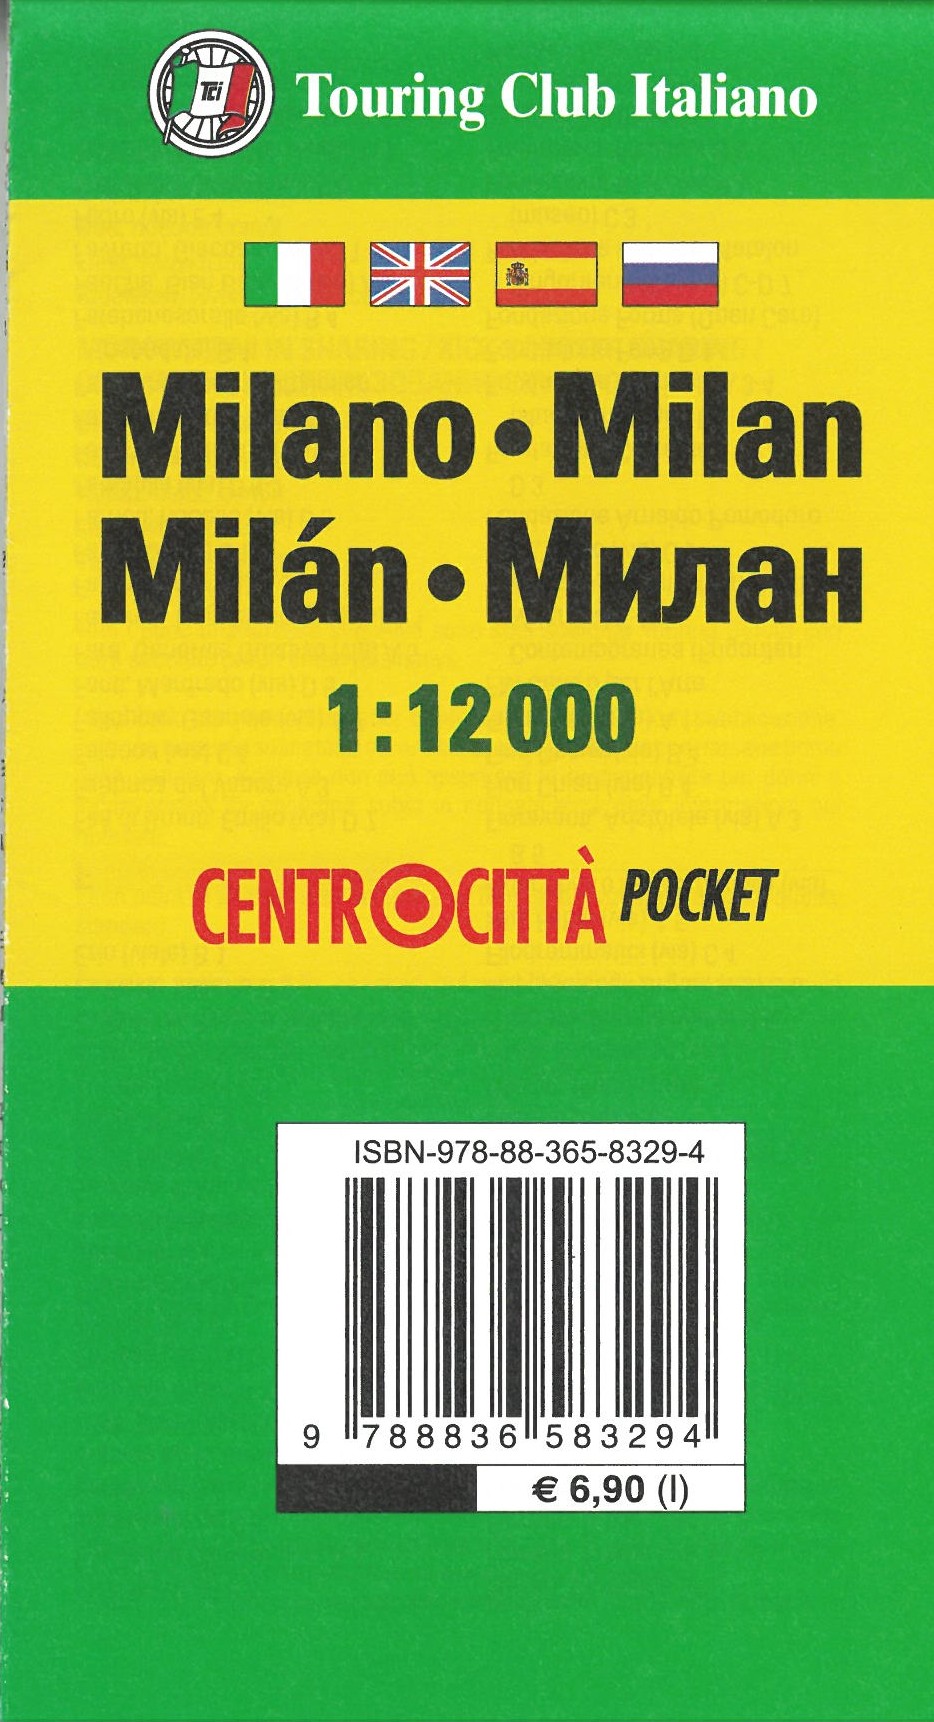 TCi
Touring Club Italiano
Milano • Milan
Milán • Милан
1:12 000
CENTROCITTÀ POCKET
ISBN-978-88-365-8329-4
9 788836 583294
€ 6,90 (I)